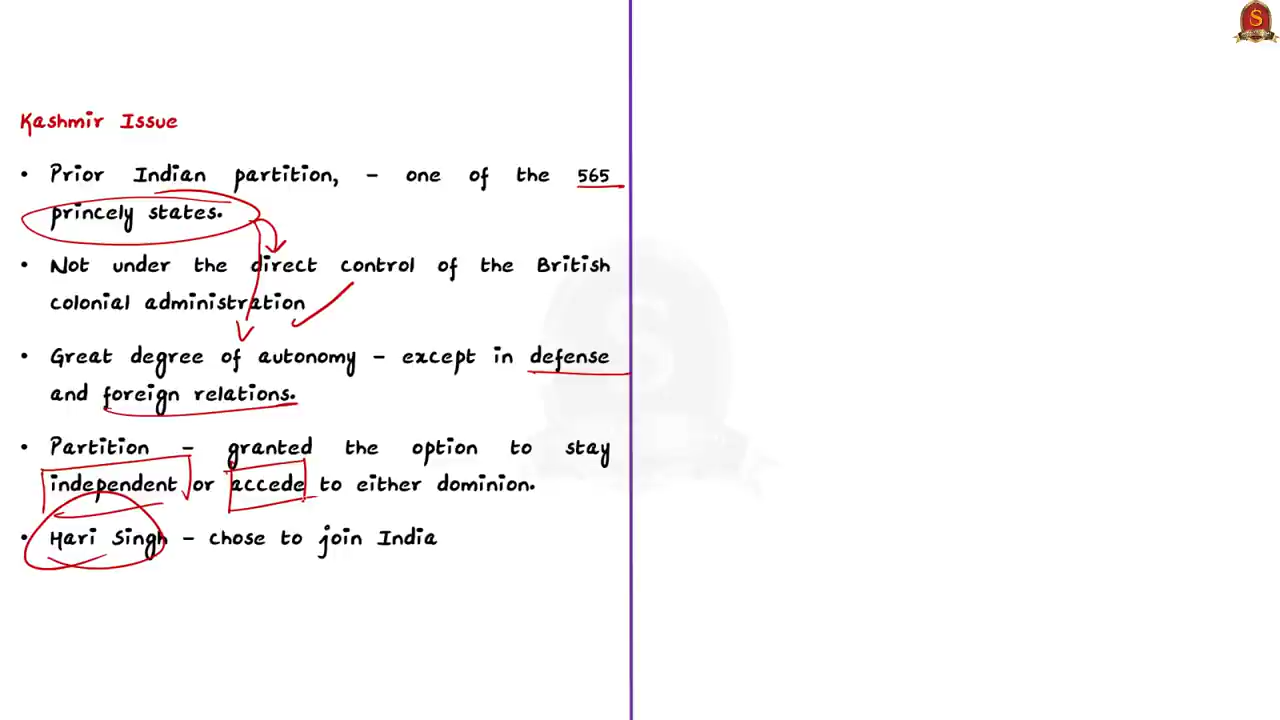 Kashmir Issue
• Prior Indian partition, - one of the 565
princely states.
• Not under the direct control of the British
colonial administration
• Great degree of autonomy - except in defense
and foreign relations.
• Partition - granted the option to stay
independent or accede to either dominion.
• Hari Singh - chose to join India
S